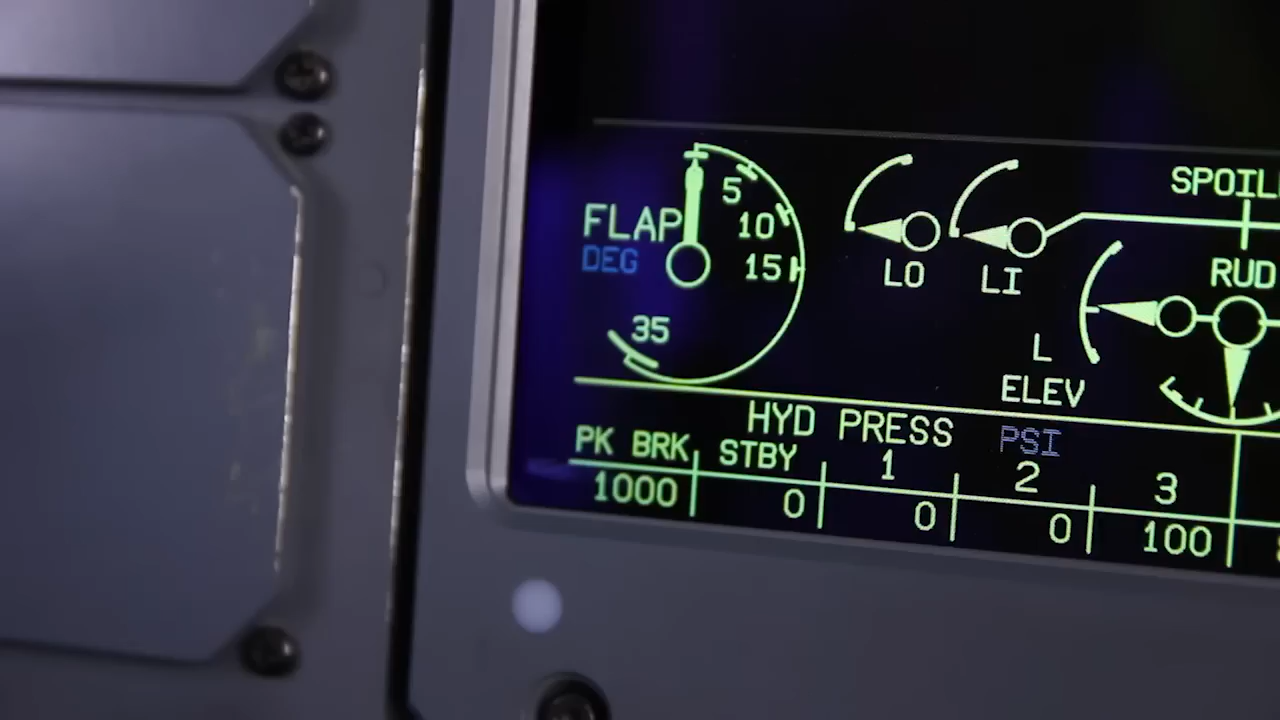 SPOIL
FLAP
DEG
5
10
15
35
LO LI
RUD
L
ELEV
HYD PRESS PSI
PK BRK STBY 1 2 3
1000 0 0 0 100